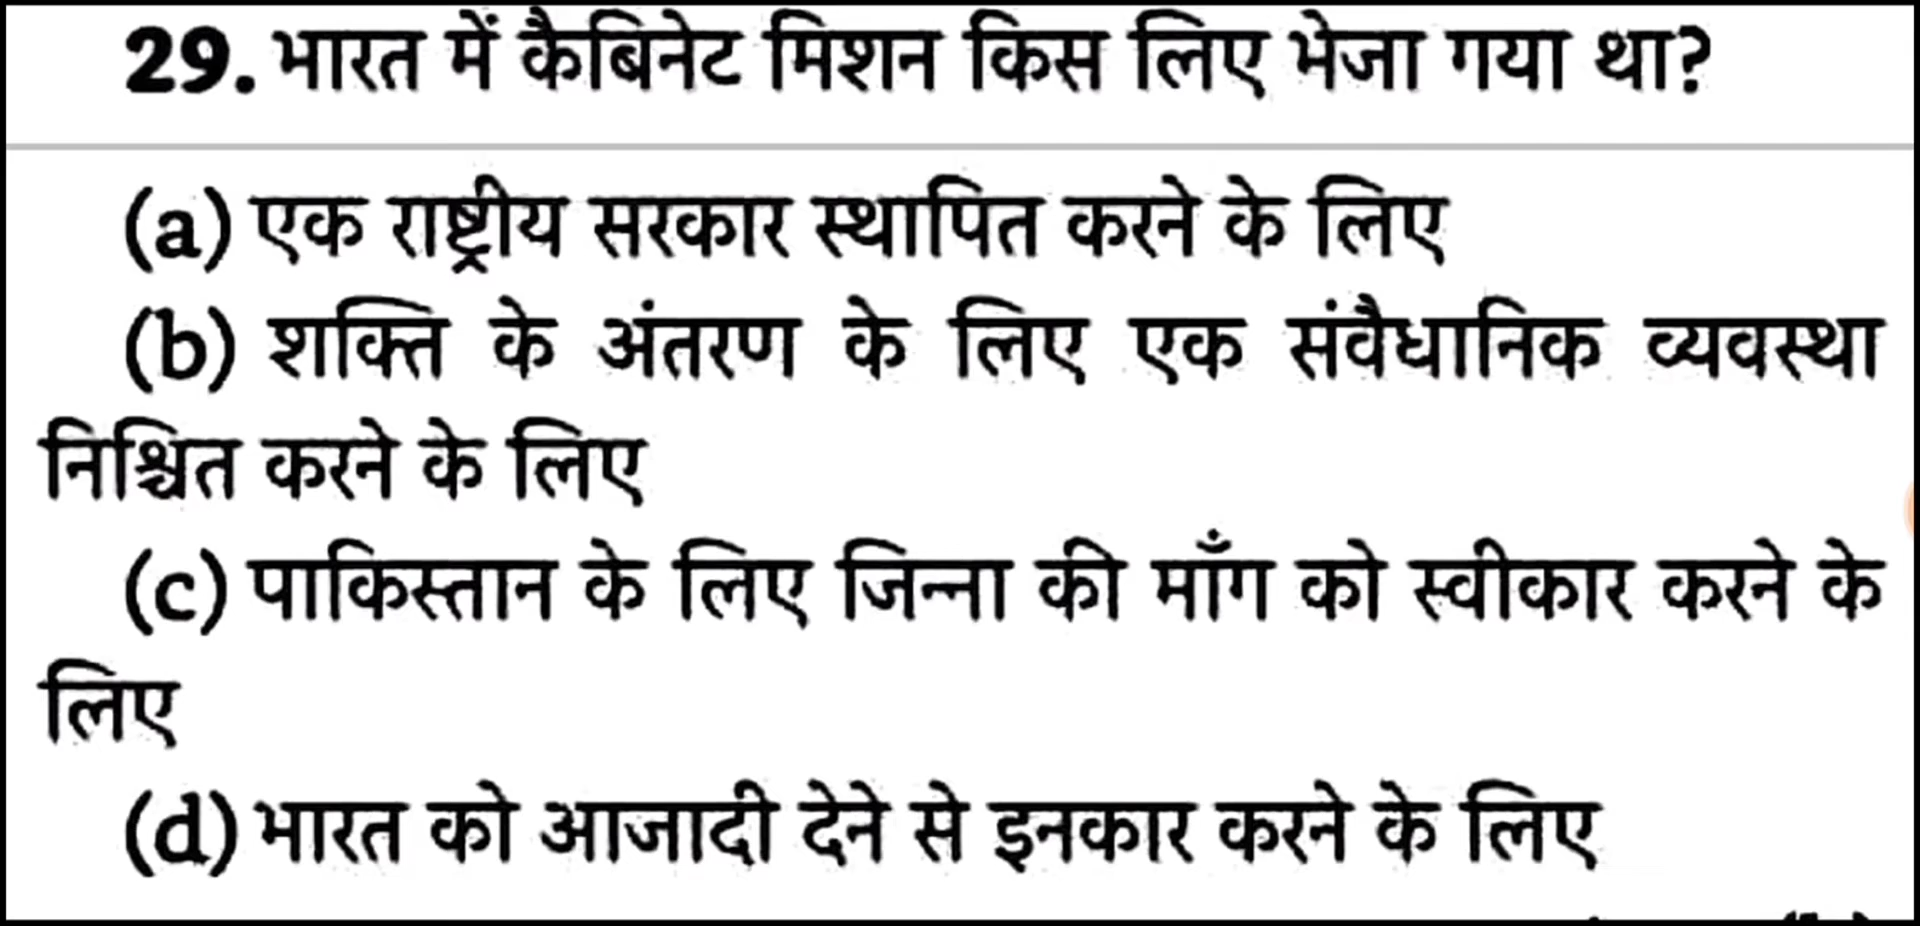 29. भारत में कैबिनेट मिशन किस लिए भेजा गया था?
(a) एक राष्ट्रीय सरकार स्थापित करने के लिए
(b) शक्ति के अंतरण के लिए एक संवैधानिक व्यवस्था
निश्चित करने के लिए
(c) पाकिस्तान के लिए जिन्ना की माँग को स्वीकार करने के
लिए
(d) भारत को आजादी देने से इनकार करने के लिए